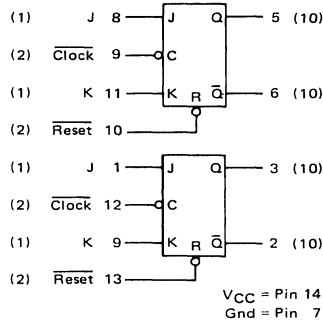 (1) J 8 J Q 5 (10)
(2) Clock 9 C
(1) K 11 K Q̅ 6 (10)
R
(2) Reset 10
(1) J 1 J Q 3 (10)
(2) Clock 12 C
(1) K 9 K Q̅ 2 (10)
R
(2) Reset 13
VCC = Pin 14
Gnd = Pin 7